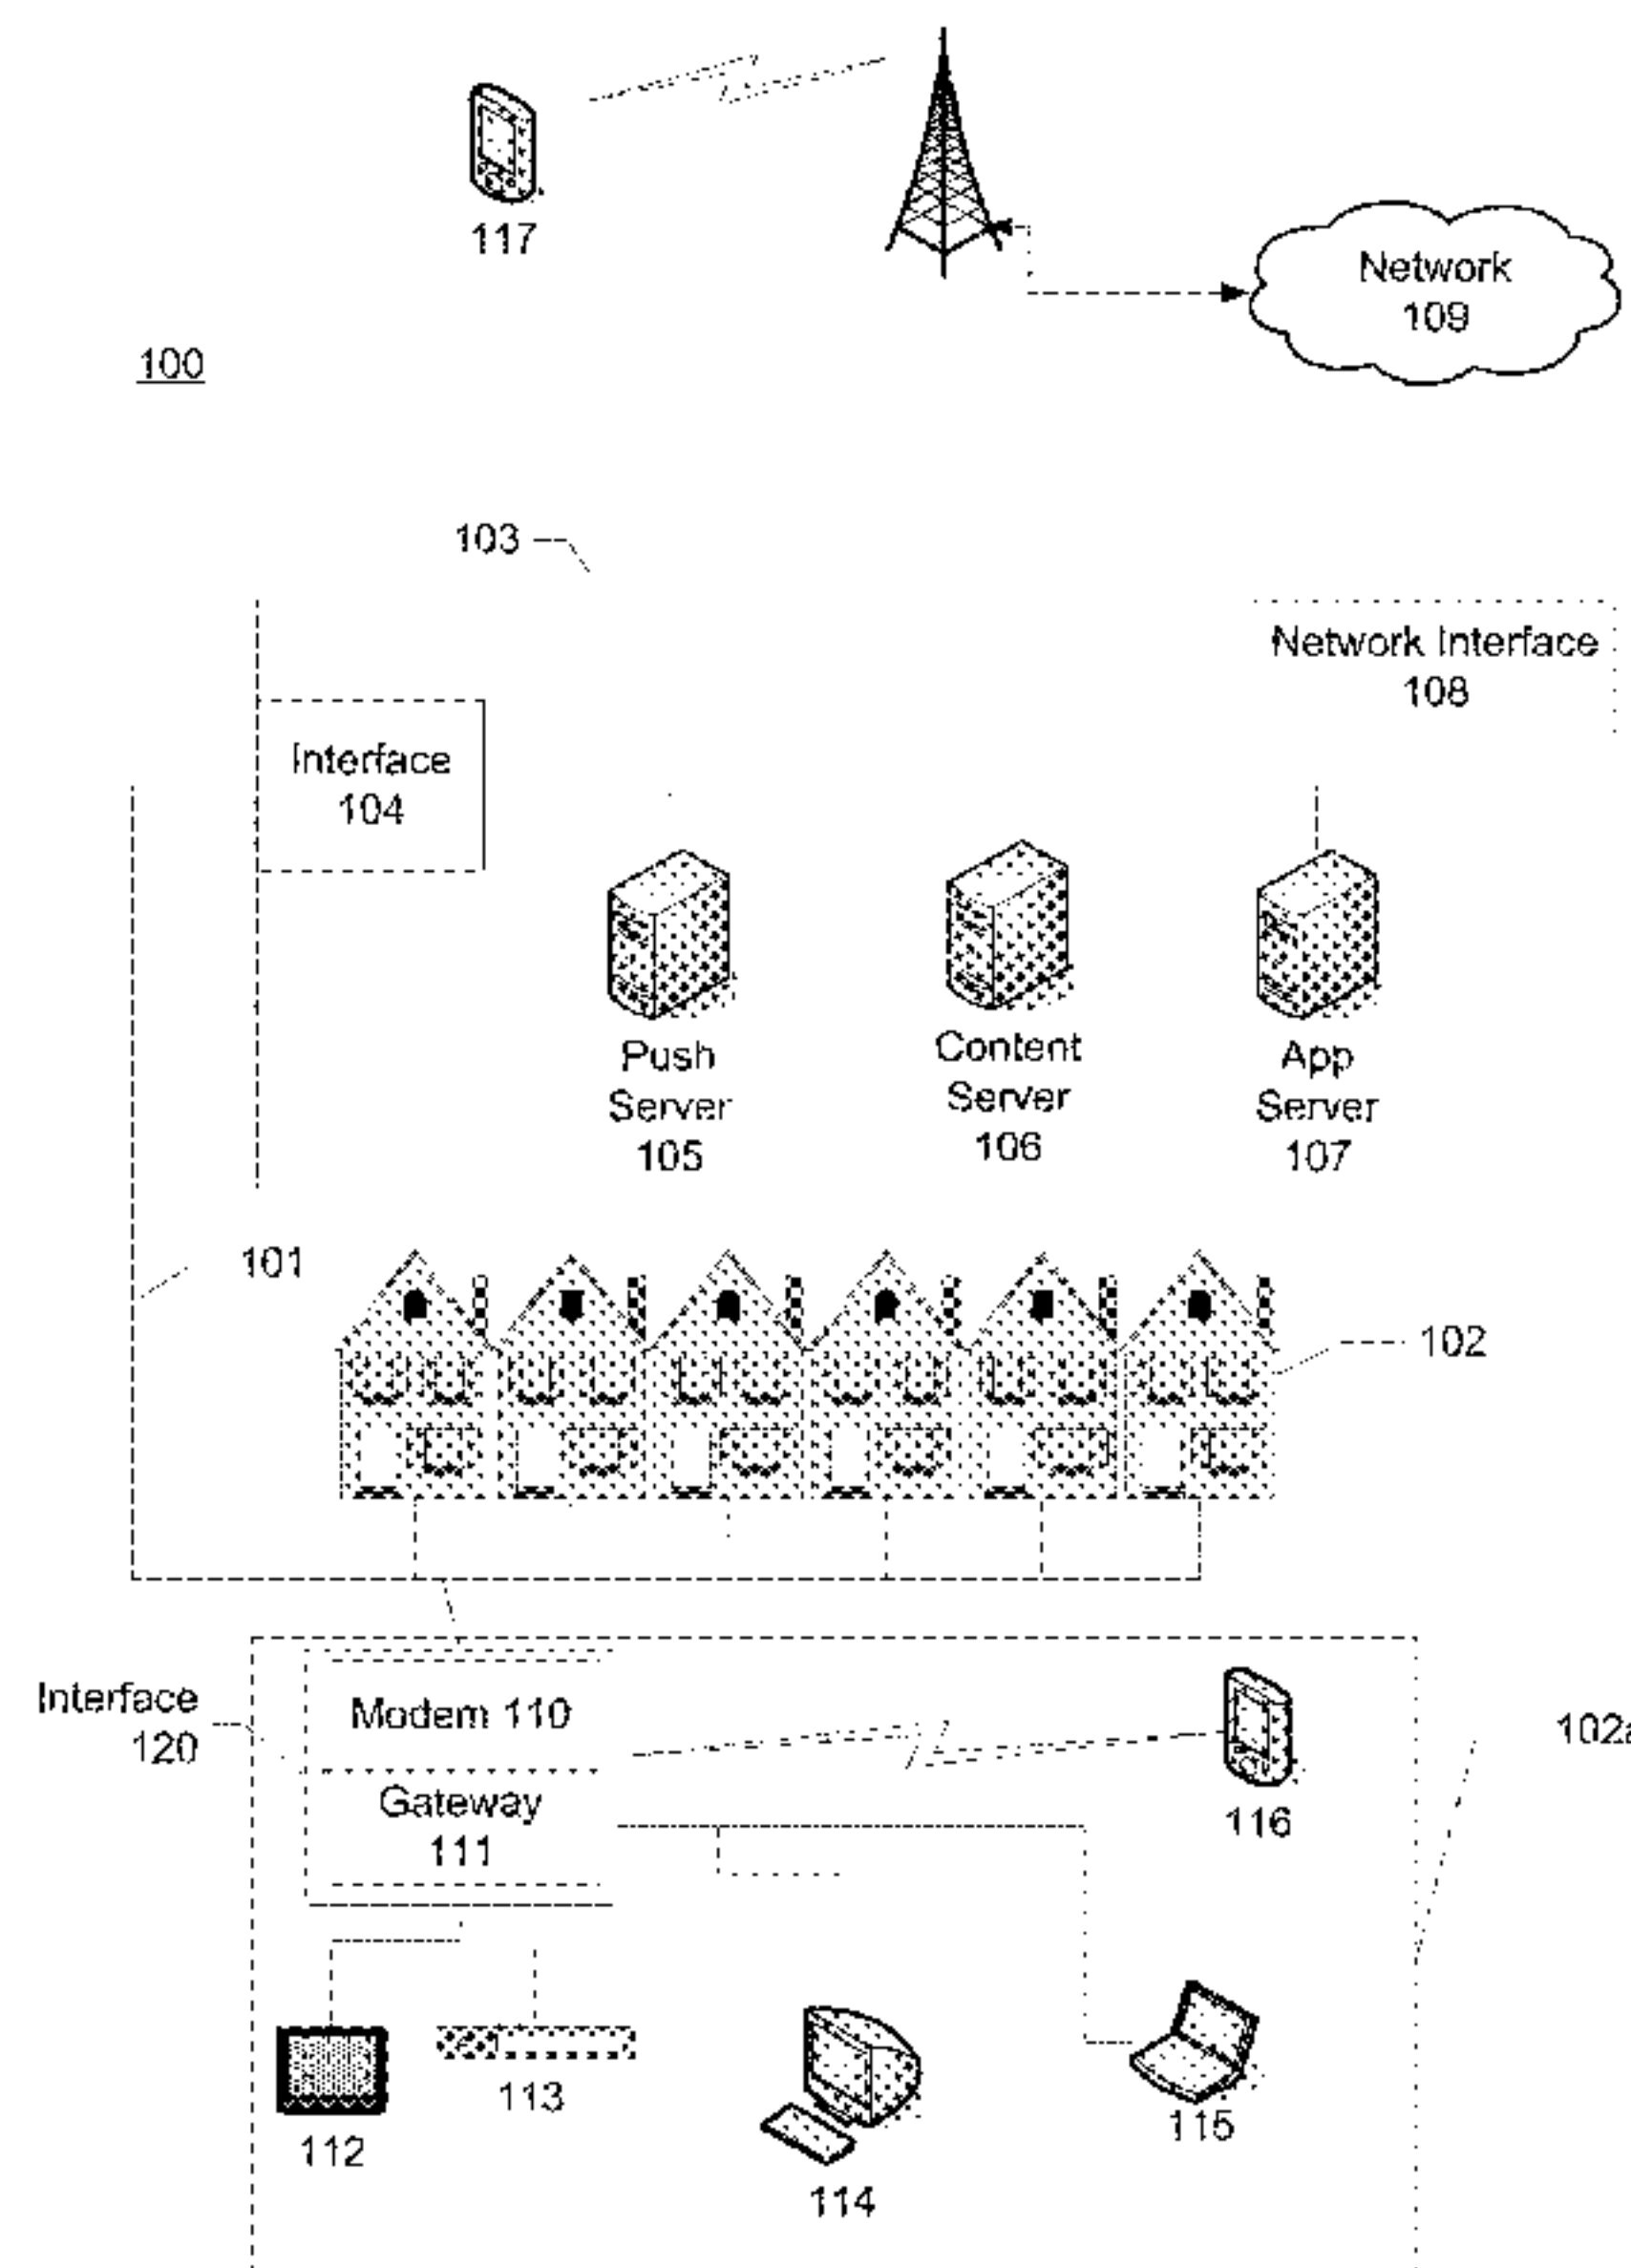 117
Network
109
100
103
Network Interface
108
Interface
104
Push
Server
105
Content
Server
106
App
Server
107
101
102
Interface
120
Modem 110
Gateway
111
116
102a
112
113
114
115